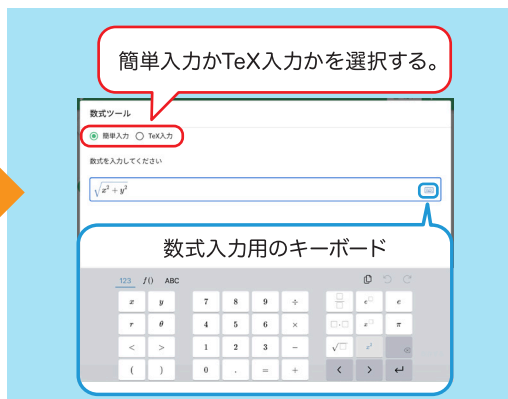 簡単入力かTeX入力かを選択する。
数式ツール
簡単入力 TeX入力
数式を入力してください
√x² + y²
数式入力用のキーボード
123 f() ABC
x y 7 8 9 ÷ □/□ e□ e
r θ 4 5 6 × □·□ x□ π
< > 1 2 3 − √□
( ) 0 . = + < > ↵